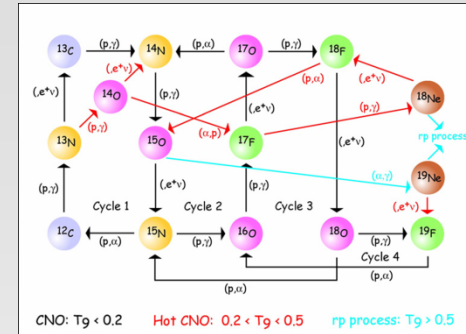 13C (p,γ) 14N (p,α) 17O (p,γ) 18F
(,e+ν) (,e+ν) 14O (p,γ) (,e+ν) (p,α) (,e+ν) 18Ne
13N (p,γ) 15O (α,p) 17F (p,γ) rp process
(,e+ν) (α,γ) 19Ne
(p,γ) (,e+ν) (p,γ) (,e+ν)
Cycle 1 Cycle 2 Cycle 3
12C (p,α) 15N (p,γ) 16O 18O (p,γ) 19F
Cycle 4
(p,α) (p,α)
CNO: T9 < 0.2 Hot CNO: 0.2 < T9 < 0.5 rp process: T9 > 0.5